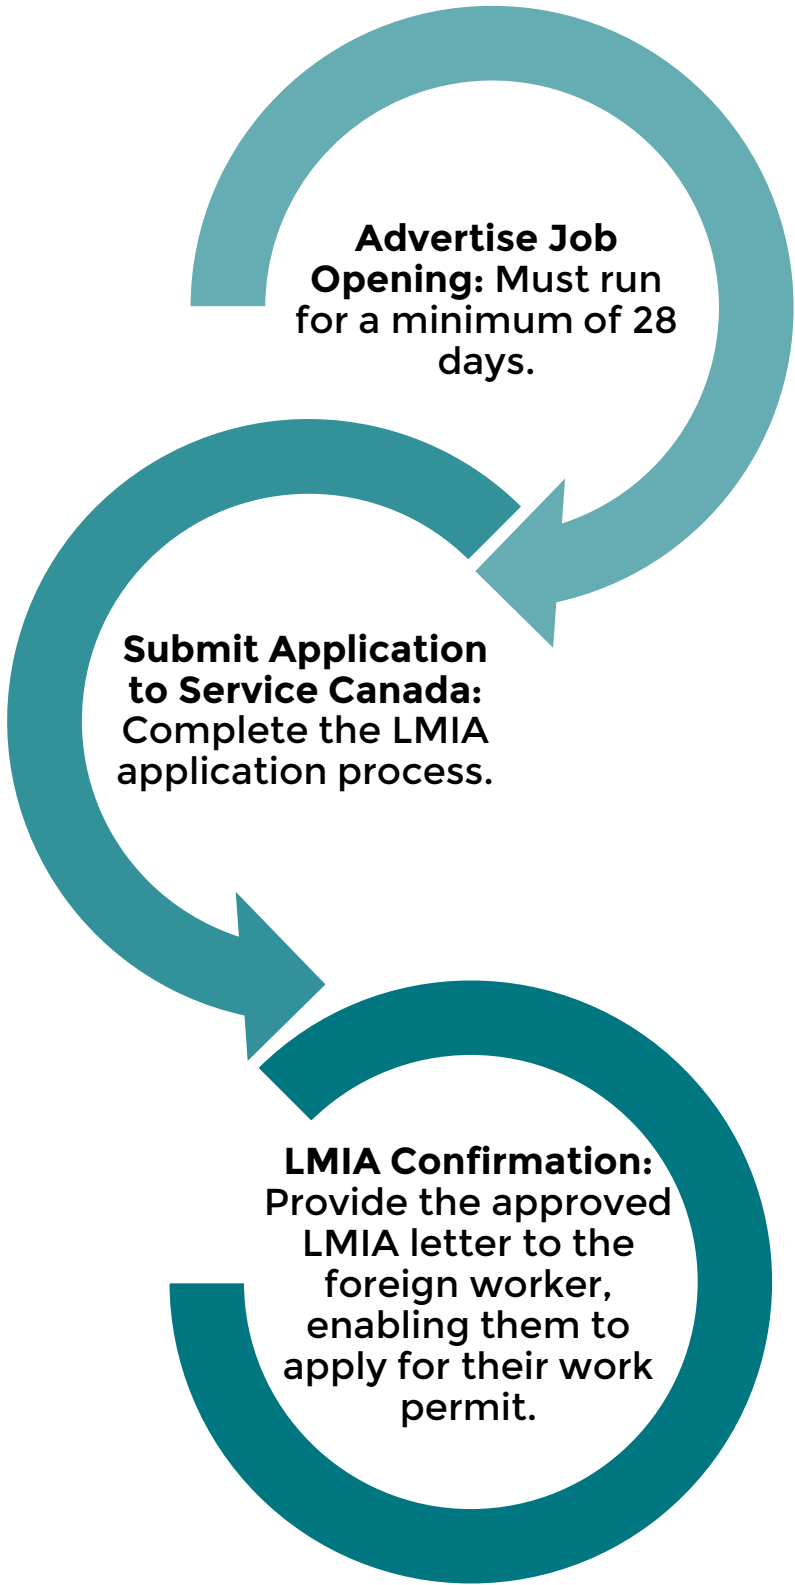 Advertise Job
Opening: Must run
for a minimum of 28
days.
Submit Application
to Service Canada:
Complete the LMIA
application process.
LMIA Confirmation:
Provide the approved
LMIA letter to the
foreign worker,
enabling them to
apply for their work
permit.